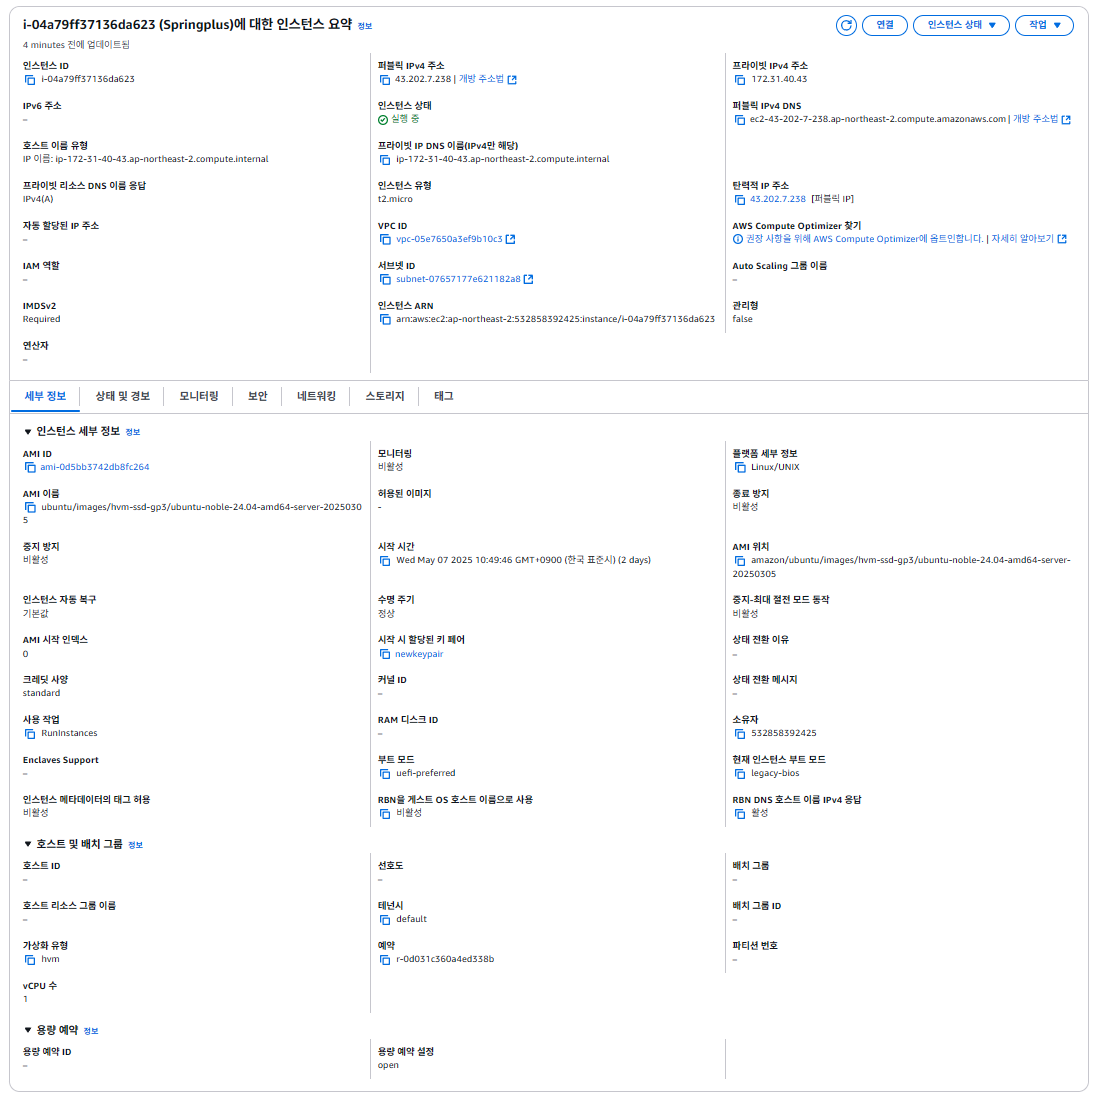 i-04a79ff37136da623 (Springplus)에 대한 인스턴스 요약 정보
연결
인스턴스 상태
작업
4 minutes 전에 업데이트됨
인스턴스 ID
i-04a79ff37136da623
퍼블릭 IPv4 주소
43.202.7.238 | 개방 주소법
프라이빗 IPv4 주소
172.31.40.43
IPv6 주소
–
인스턴스 상태
실행 중
퍼블릭 IPv4 DNS
ec2-43-202-7-238.ap-northeast-2.compute.amazonaws.com | 개방 주소법
호스트 이름 유형
IP 이름: ip-172-31-40-43.ap-northeast-2.compute.internal
프라이빗 IP DNS 이름(IPv4만 해당)
ip-172-31-40-43.ap-northeast-2.compute.internal
프라이빗 리소스 DNS 이름 응답
IPv4(A)
인스턴스 유형
t2.micro
탄력적 IP 주소
43.202.7.238 [퍼블릭 IP]
자동 할당된 IP 주소
–
VPC ID
vpc-05e7650a3ef9b10c3
AWS Compute Optimizer 찾기
권장 사항을 위해 AWS Compute Optimizer에 옵트인합니다. | 자세히 알아보기
IAM 역할
–
서브넷 ID
subnet-07657177e621182a8
Auto Scaling 그룹 이름
–
IMDSv2
Required
인스턴스 ARN
arn:aws:ec2:ap-northeast-2:532858392425:instance/i-04a79ff37136da623
관리형
false
연산자
–
세부 정보
상태 및 경보
모니터링
보안
네트워킹
스토리지
태그
▼ 인스턴스 세부 정보 정보
AMI ID
ami-0d5bb3742db8fc264
모니터링
비활성
플랫폼 세부 정보
Linux/UNIX
AMI 이름
ubuntu/images/hvm-ssd-gp3/ubuntu-noble-24.04-amd64-server-2025030
5
허용된 이미지
-
종료 방지
비활성
중지 방지
비활성
시작 시간
Wed May 07 2025 10:49:46 GMT+0900 (한국 표준시) (2 days)
AMI 위치
amazon/ubuntu/images/hvm-ssd-gp3/ubuntu-noble-24.04-amd64-server-
20250305
인스턴스 자동 복구
기본값
수명 주기
정상
중지-최대 절전 모드 동작
비활성
AMI 시작 인덱스
0
시작 시 할당된 키 페어
newkeypair
상태 전환 이유
–
크레딧 사양
standard
커널 ID
–
상태 전환 메시지
–
사용 작업
RunInstances
RAM 디스크 ID
–
소유자
532858392425
Enclaves Support
–
부트 모드
uefi-preferred
현재 인스턴스 부트 모드
legacy-bios
인스턴스 메타데이터의 태그 허용
비활성
RBN을 게스트 OS 호스트 이름으로 사용
비활성
RBN DNS 호스트 이름 IPv4 응답
활성
▼ 호스트 및 배치 그룹 정보
호스트 ID
–
선호도
–
배치 그룹
–
호스트 리소스 그룹 이름
–
테넌시
default
배치 그룹 ID
–
가상화 유형
hvm
예약
r-0d031c360a4ed338b
파티션 번호
–
vCPU 수
1
▼ 용량 예약 정보
용량 예약 ID
–
용량 예약 설정
open